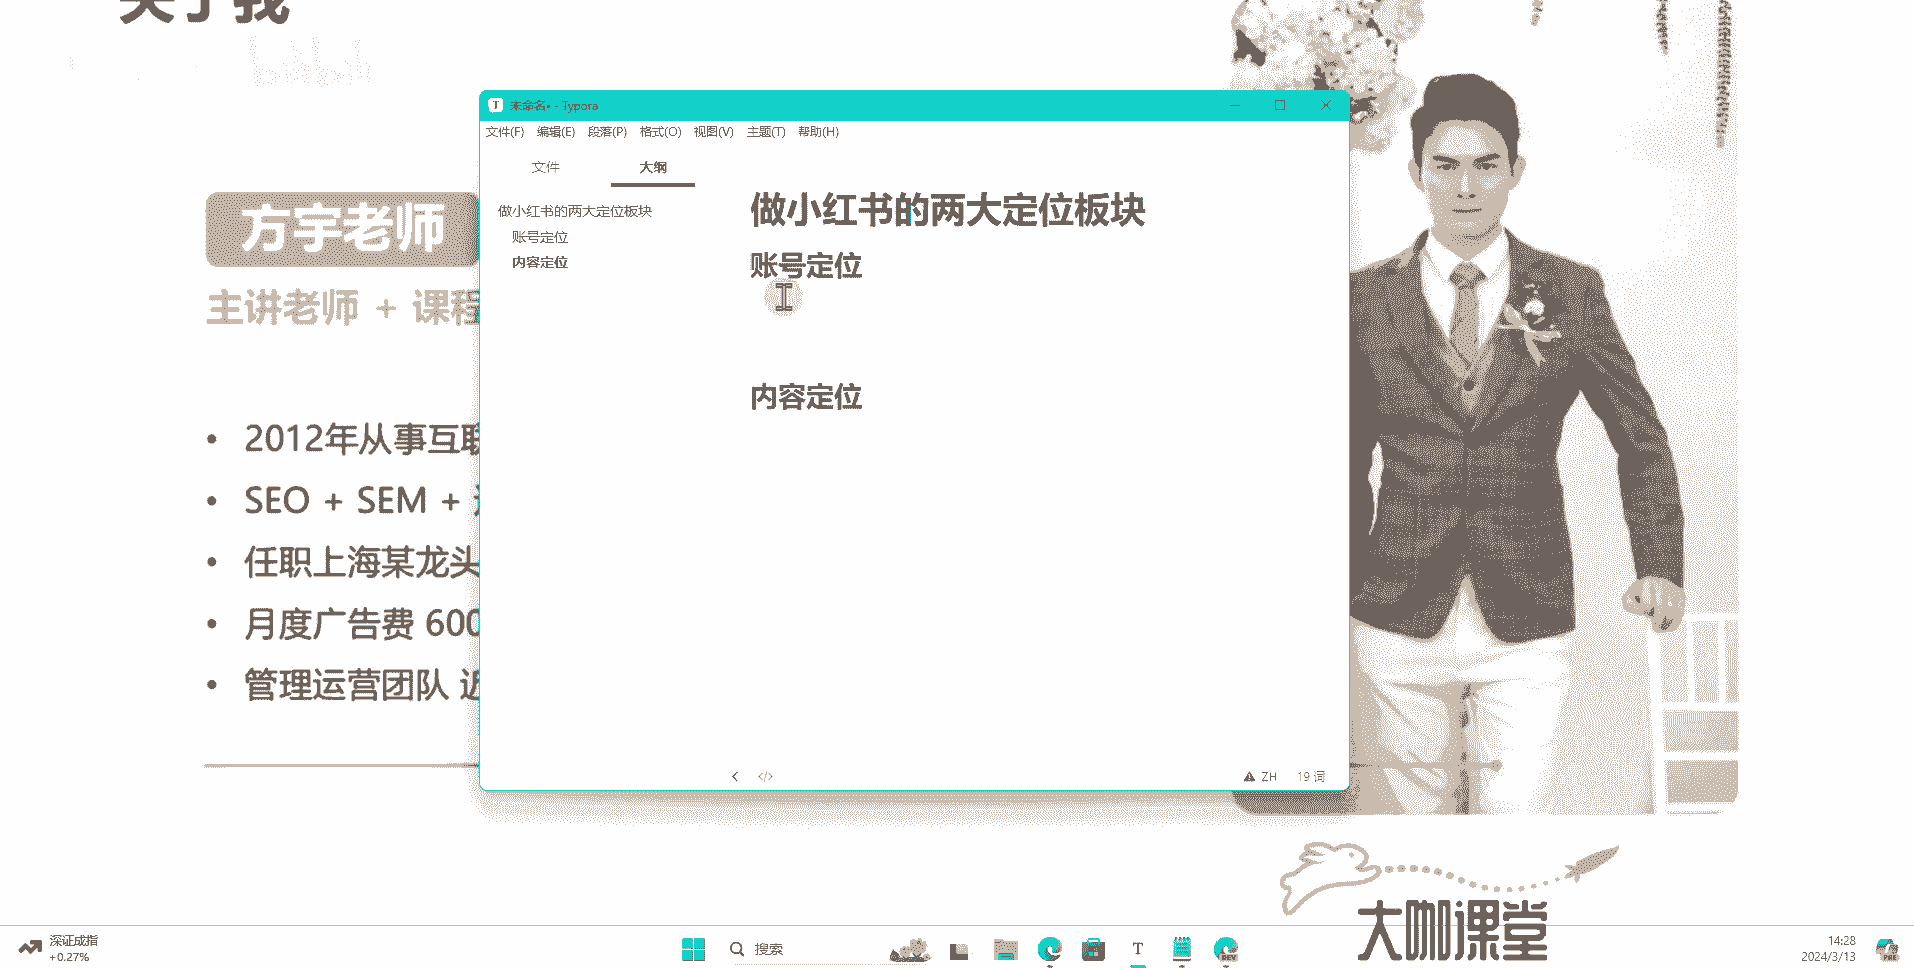 关于我
bilibili
未命名• - Typora
文件(F) 编辑(E) 段落(P) 格式(O) 视图(V) 主题(T) 帮助(H)
文件 大纲
做小红书的两大定位板块
账号定位
内容定位
做小红书的两大定位板块
账号定位
内容定位
方宇老师
主讲老师 + 课程
2012年从事互联
SEO + SEM +
任职上海某龙头
月度广告费 600
管理运营团队 近
</> ZH 19 词
大咖课堂
深证成指
+0.27%
搜索
DEV
14:28
2024/3/13
PRE